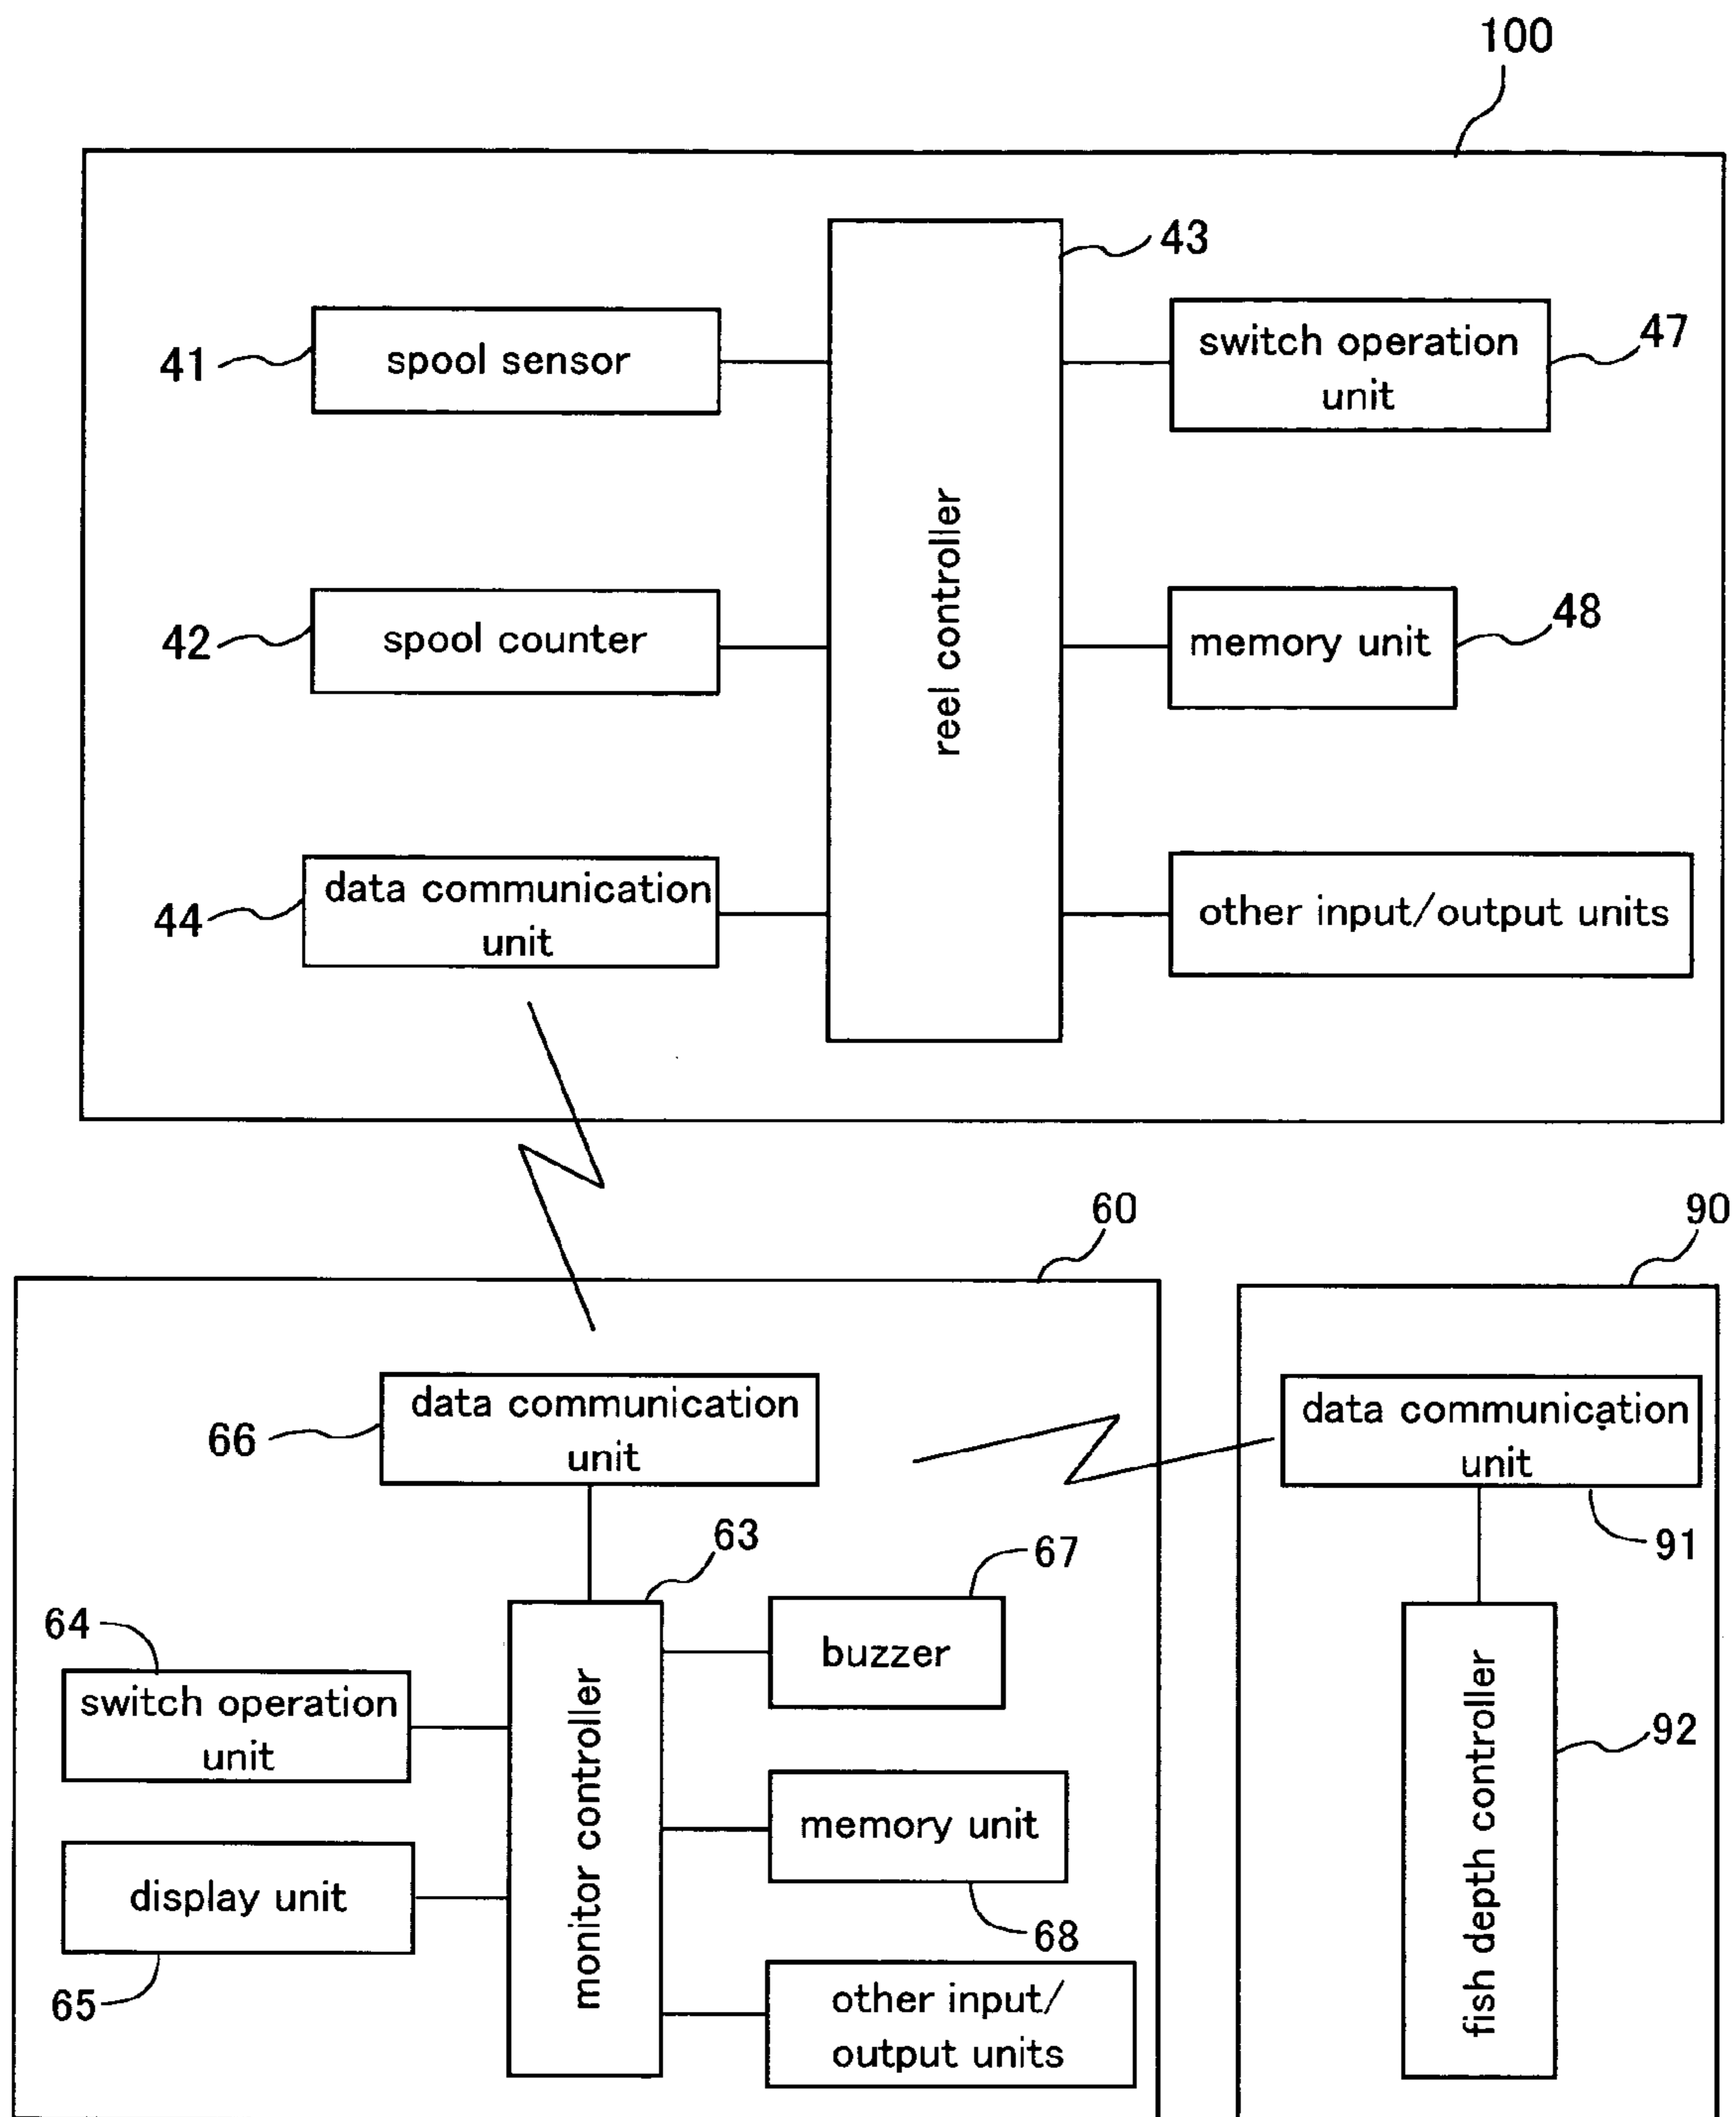 100
43
41
spool sensor
switch operation
unit
47
reel controller
42
spool counter
memory unit
48
44
data communication
unit
other input/output units
60
90
66
data communication
unit
data communication
unit
91
63
67
buzzer
64
switch operation
unit
monitor controller
fish depth controller
92
memory unit
68
display unit
65
other input/
output units